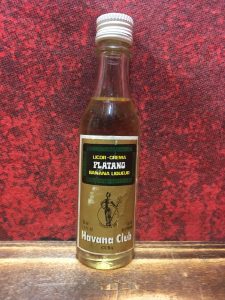 LICOR-CREMA
PLATANO
BANANA LIQUEUR
Havana Club